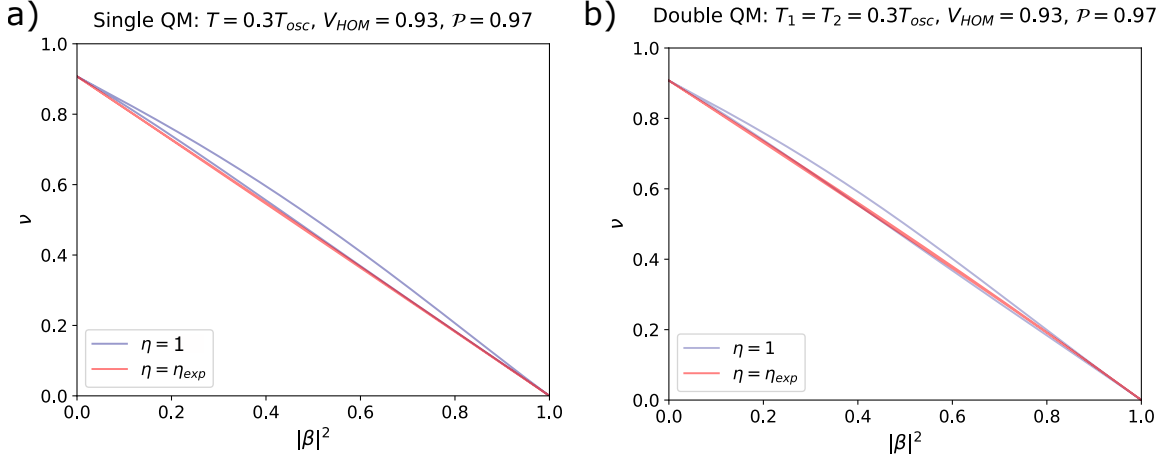 a)
Single QM: T = 0.3T_osc, V_HOM = 0.93, 𝒫 = 0.97
1.0
0.8
0.6
0.4
0.2
0.0
ν
η = 1
η = η_exp
0.0 0.2 0.4 0.6 0.8 1.0
|β|²
b)
Double QM: T₁ = T₂ = 0.3T_osc, V_HOM = 0.93, 𝒫 = 0.97
1.0
0.8
0.6
0.4
0.2
0.0
ν
η = 1
η = η_exp
0.0 0.2 0.4 0.6 0.8 1.0
|β|²